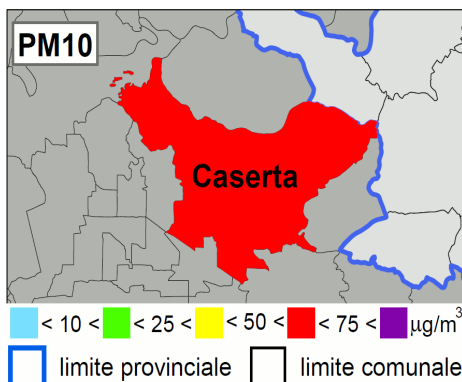 PM10
Caserta
< 10 < < 25 < < 50 < < 75 < µg/m³
limite provinciale limite comunale